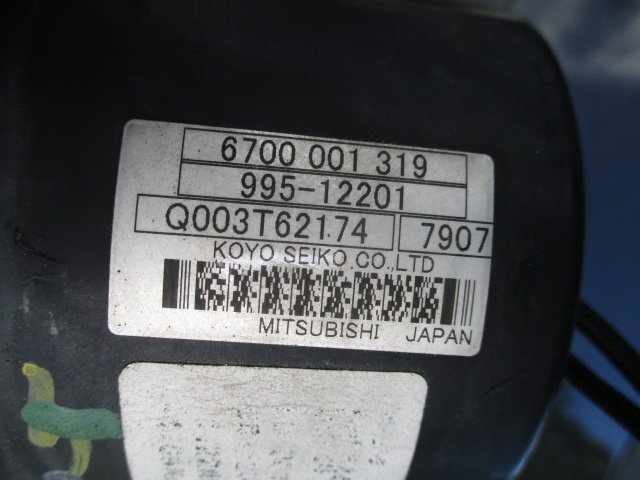 6700 001 319
995-12201
Q003T62174 7907
KOYO SEIKO CO.,LTD
MITSUBISHI JAPAN